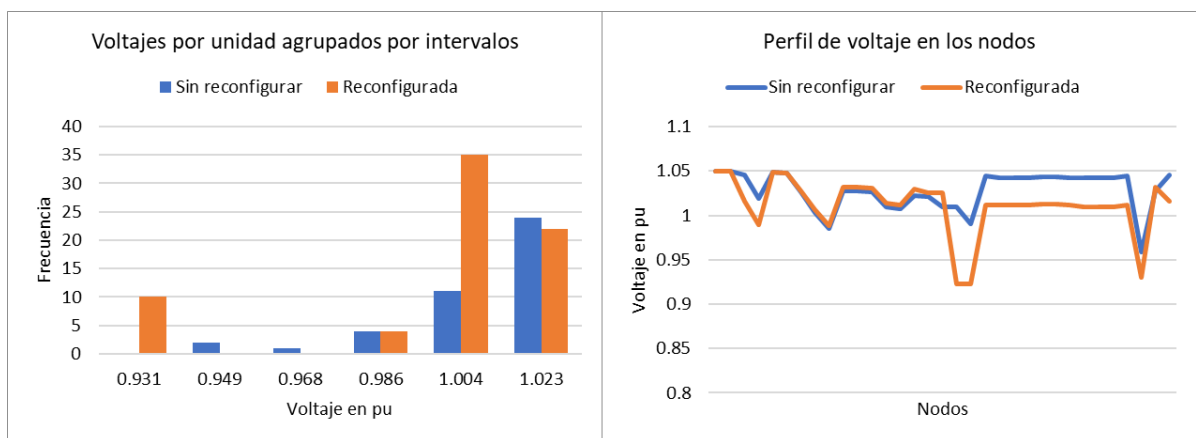 Voltajes por unidad agrupados por intervalos
Sin reconfigurar Reconfigurada
40
35
30
25
20
15
10
5
0
Frecuencia
0.931 0.949 0.968 0.986 1.004 1.023
Voltaje en pu
Perfil de voltaje en los nodos
Sin reconfigurar Reconfigurada
1.1
1.05
1
0.95
0.9
0.85
0.8
Voltaje en pu
Nodos